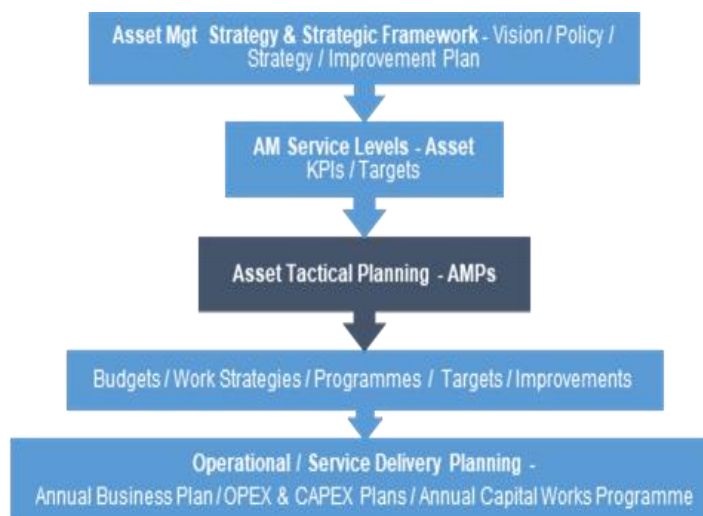 Asset Mgt Strategy & Strategic Framework - Vision / Policy /
Strategy / Improvement Plan
AM Service Levels - Asset
KPIs / Targets
Asset Tactical Planning - AMPs
Budgets / Work Strategies / Programmes / Targets / Improvements
Operational / Service Delivery Planning -
Annual Business Plan / OPEX & CAPEX Plans / Annual Capital Works Programme